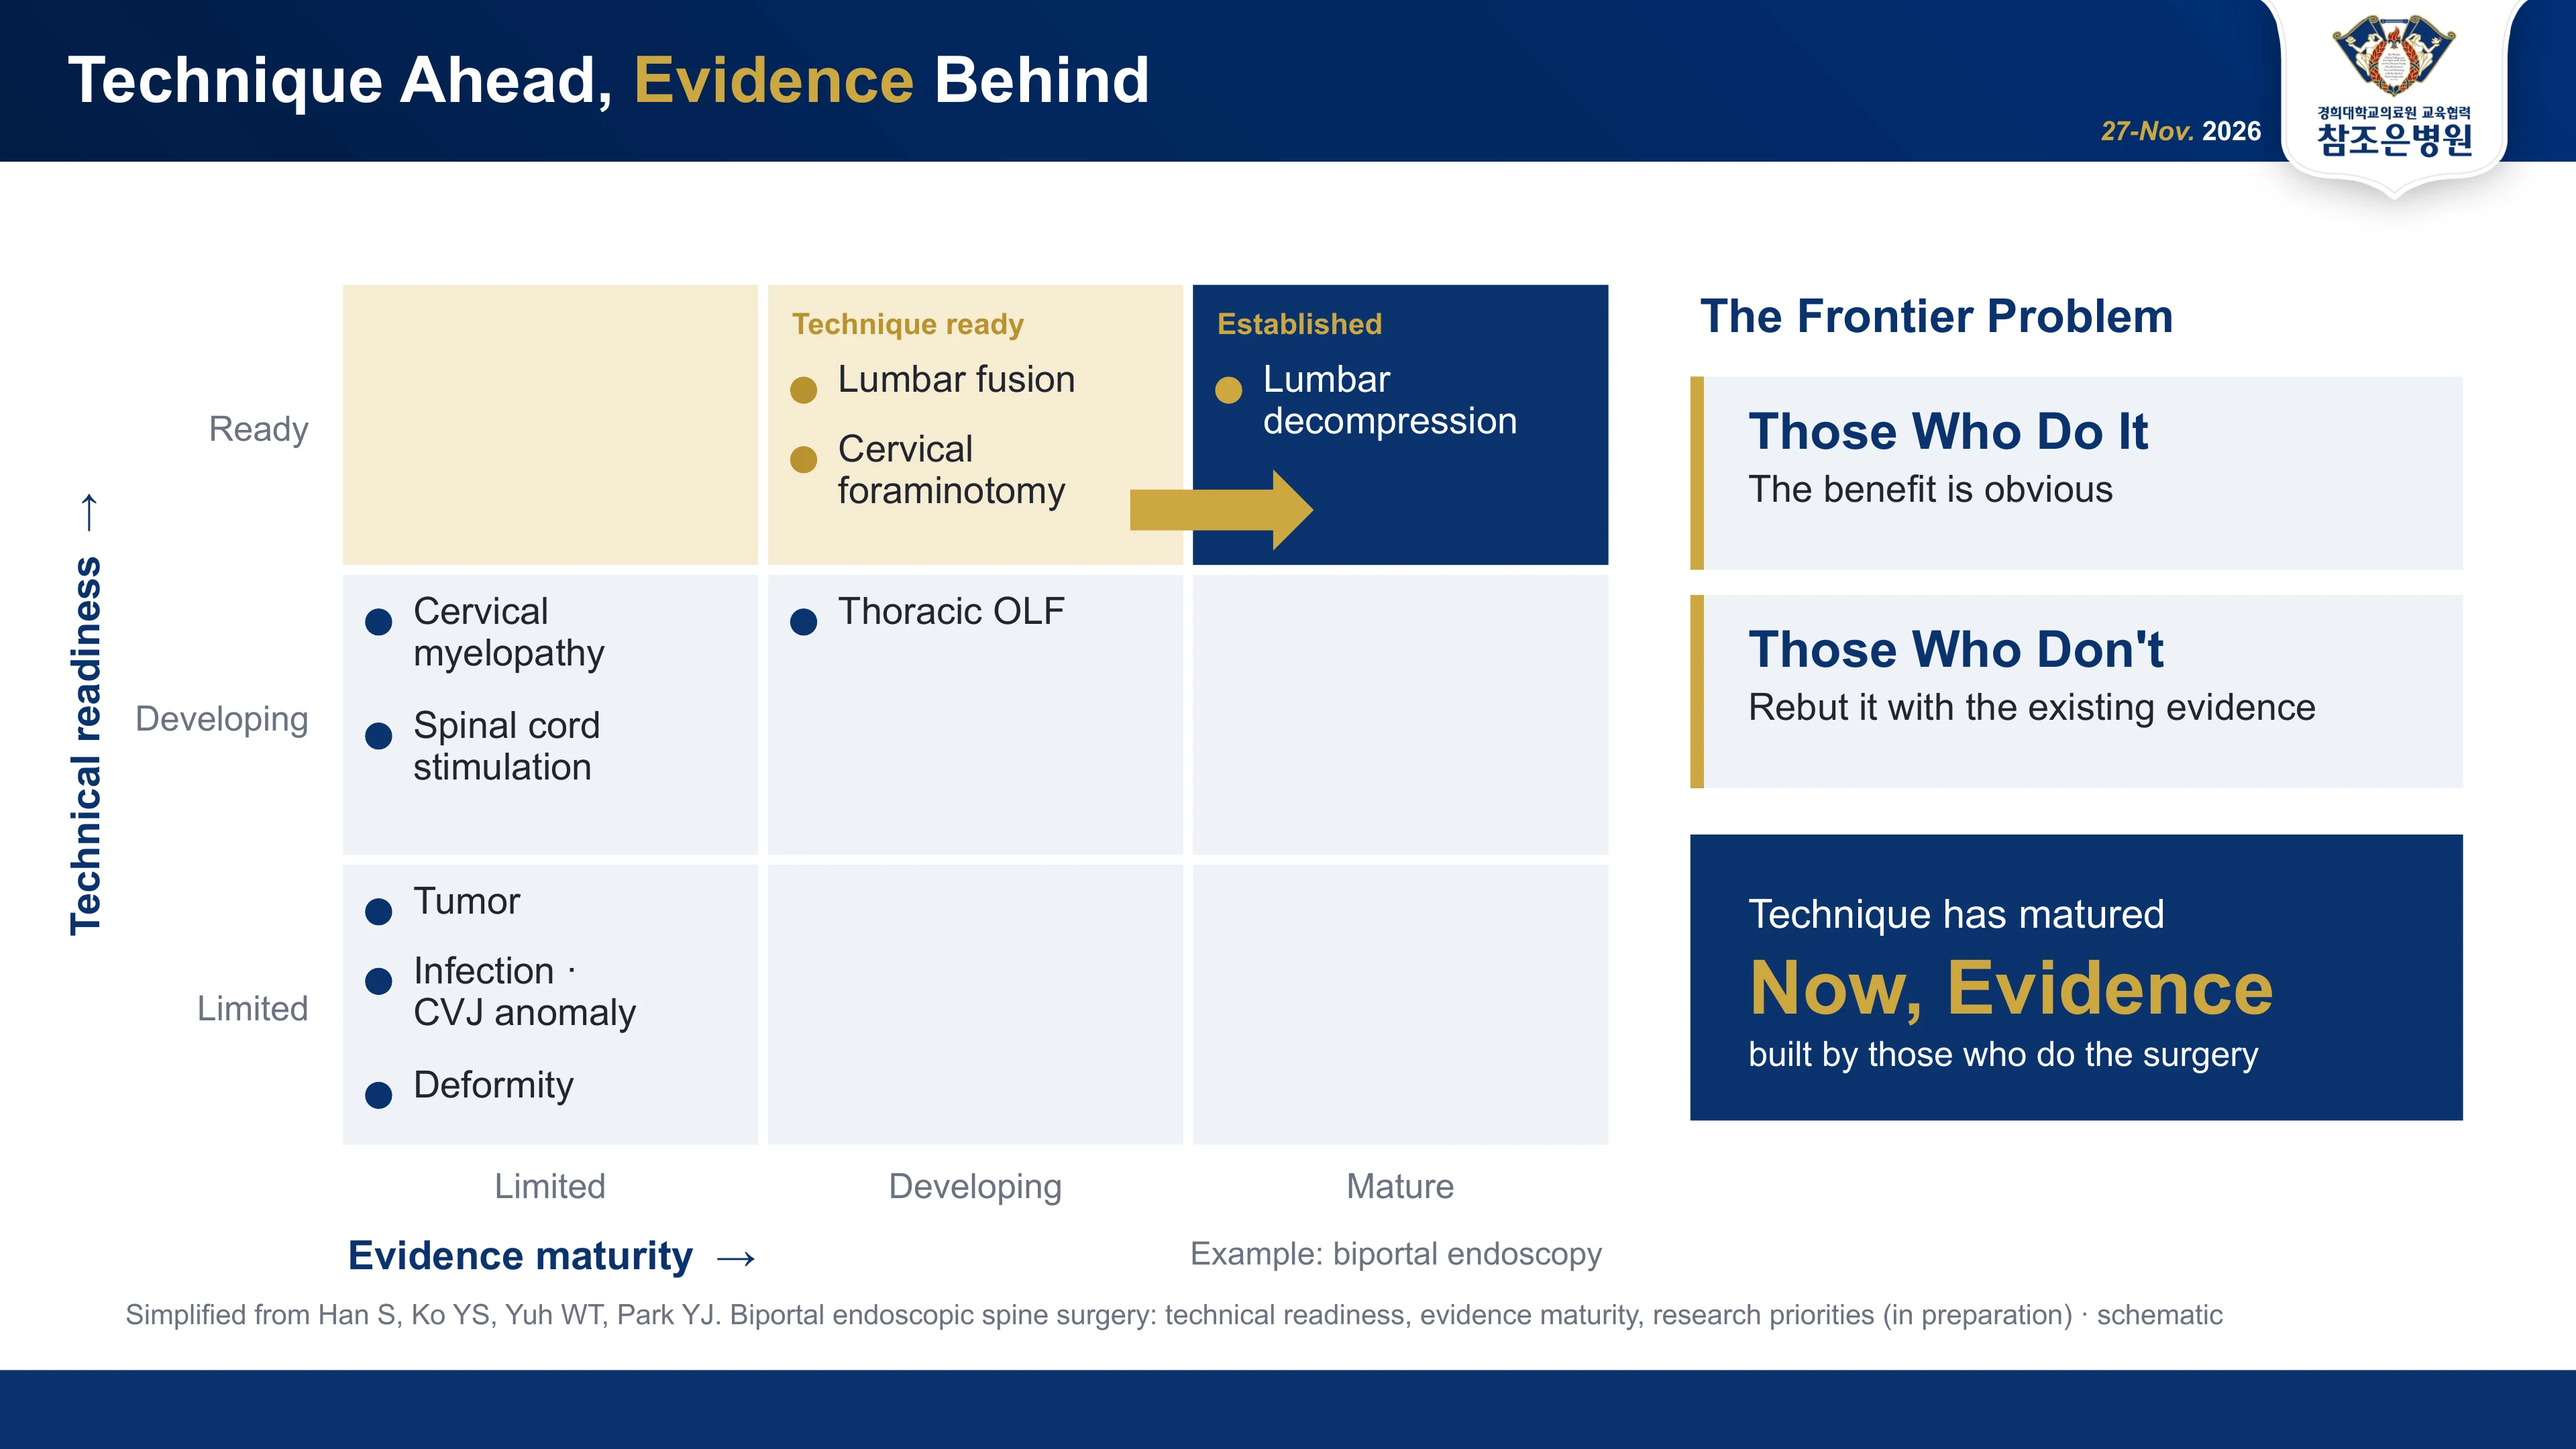 Technique Ahead, Evidence Behind
27-Nov. 2026
경희대학교의료원 교육협력
참조은병원
Technical readiness →
Ready
Developing
Limited
Technique ready
Lumbar fusion
Cervical
foraminotomy
Established
Lumbar
decompression
Cervical
myelopathy
Spinal cord
stimulation
Thoracic OLF
Tumor
Infection ·
CVJ anomaly
Deformity
Limited
Developing
Mature
Evidence maturity →
Example: biportal endoscopy
The Frontier Problem
Those Who Do It
The benefit is obvious
Those Who Don't
Rebut it with the existing evidence
Technique has matured
Now, Evidence
built by those who do the surgery
Simplified from Han S, Ko YS, Yuh WT, Park YJ. Biportal endoscopic spine surgery: technical readiness, evidence maturity, research priorities (in preparation) · schematic